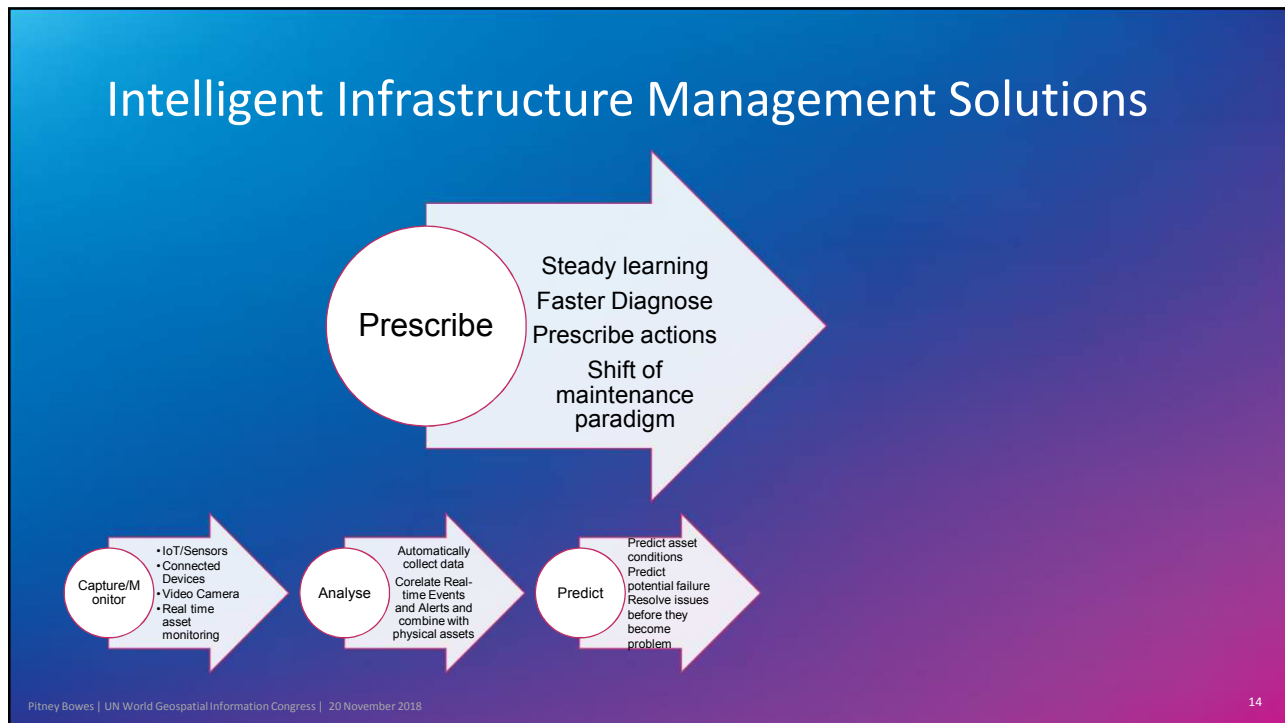 Intelligent Infrastructure Management Solutions
Prescribe
Steady learning
Faster Diagnose
Prescribe actions
Shift of
maintenance
paradigm
Capture/M
onitor
• IoT/Sensors
• Connected
Devices
• Video Camera
• Real time
asset
monitoring
Analyse
Automatically
collect data
Corelate Real-
time Events
and Alerts and
combine with
physical assets
Predict
Predict asset
conditions
Predict
potential failure
Resolve issues
before they
become
problem
Pitney Bowes | UN World Geospatial Information Congress | 20 November 2018
14